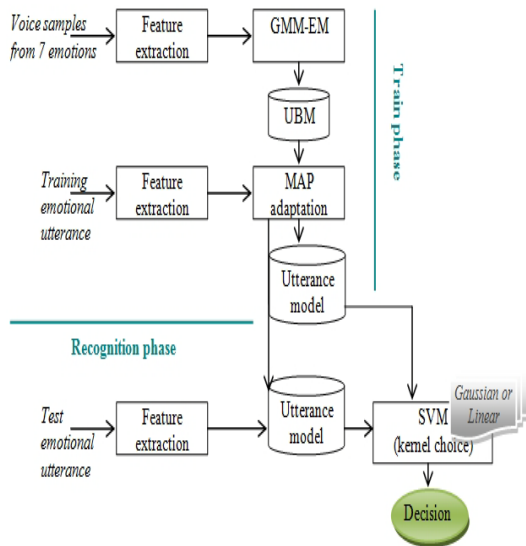 Voice samples
from 7 emotions
Feature
extraction
GMM-EM
UBM
Train phase
Training
emotional
utterance
Feature
extraction
MAP
adaptation
Utterance
model
Recognition phase
Test
emotional
utterance
Feature
extraction
Utterance
model
Gaussian or
Linear
SVM
(kernel choice)
Decision